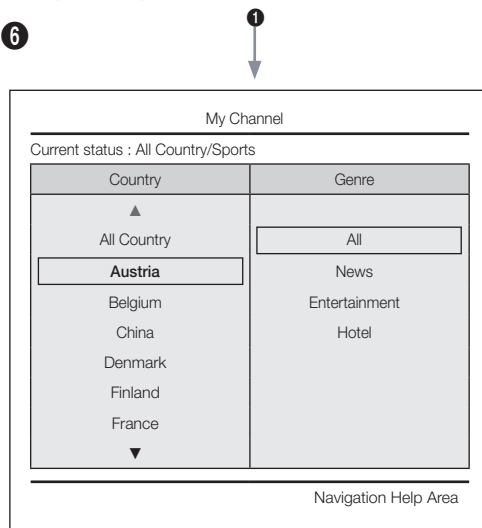 ❻
❶
My Channel
Current status : All Country/Sports
Country Genre
▲
All Country All
Austria News
Belgium Entertainment
China Hotel
Denmark
Finland
France
▼
Navigation Help Area